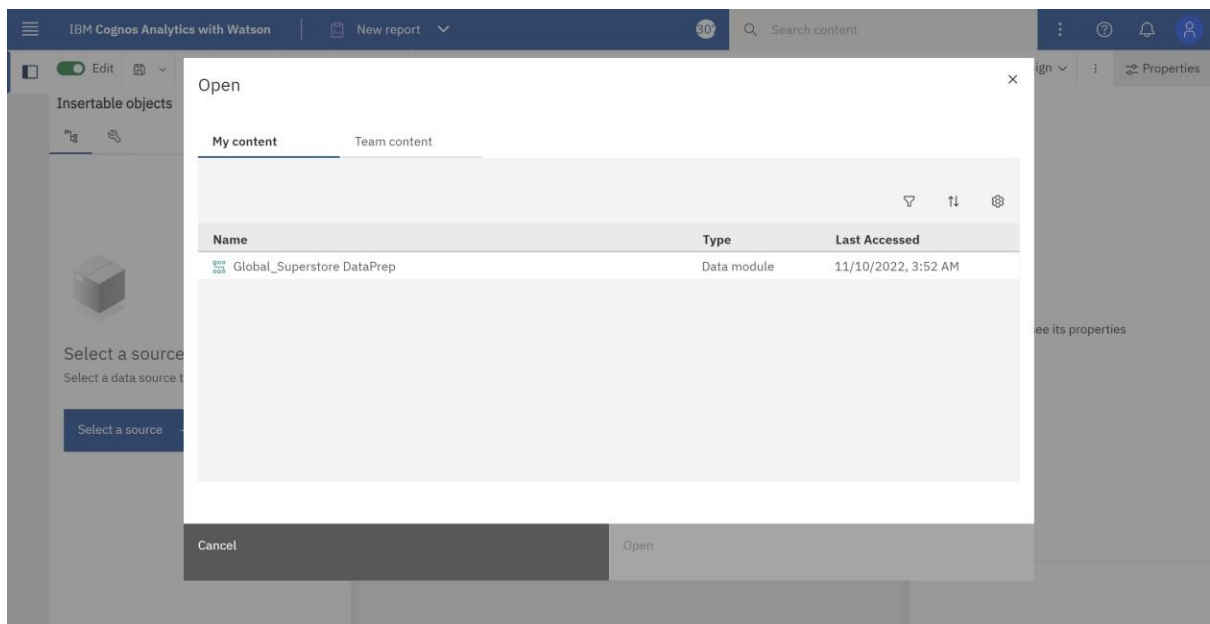 IBM Cognos Analytics with Watson
New report
Search content
Edit
ign
Properties
Insertable objects
Open
My content
Team content
Name Type Last Accessed
Global_Superstore DataPrep Data module 11/10/2022, 3:52 AM
ee its properties
Select a source
Select a data source t
Select a source
Cancel
Open